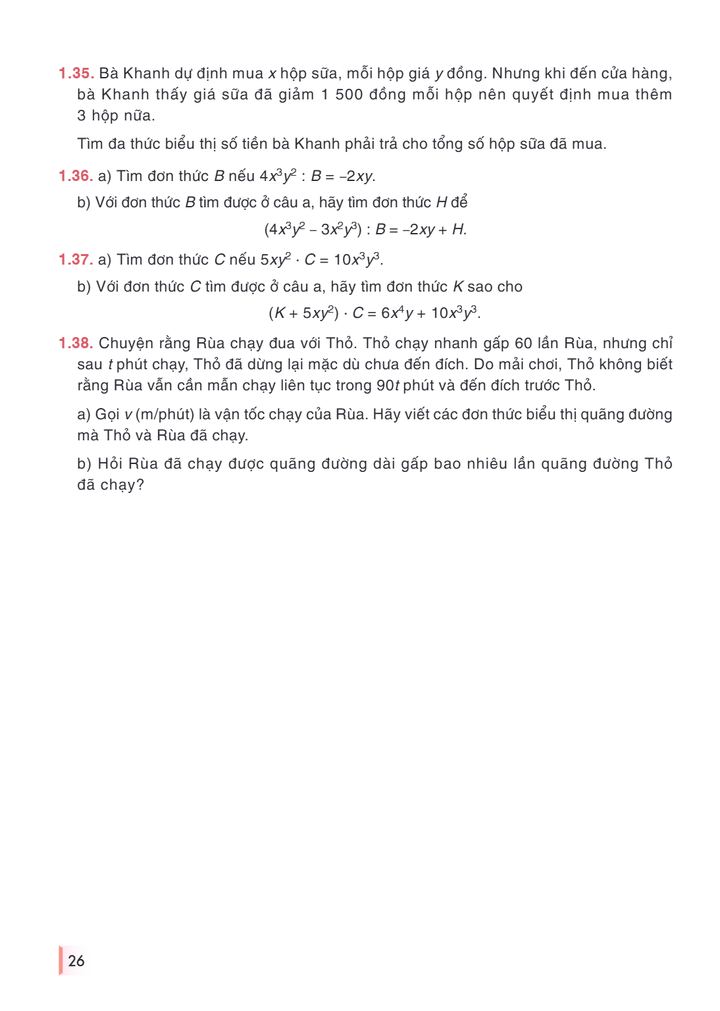 1.35. Bà Khanh dự định mua x hộp sữa, mỗi hộp giá y đồng. Nhưng khi đến cửa hàng,
bà Khanh thấy giá sữa đã giảm 1 500 đồng mỗi hộp nên quyết định mua thêm
3 hộp nữa.
Tìm đa thức biểu thị số tiền bà Khanh phải trả cho tổng số hộp sữa đã mua.
1.36. a) Tìm đơn thức B nếu 4x³y² : B = −2xy.
b) Với đơn thức B tìm được ở câu a, hãy tìm đơn thức H để
(4x³y² − 3x²y³) : B = −2xy + H.
1.37. a) Tìm đơn thức C nếu 5xy² · C = 10x³y³.
b) Với đơn thức C tìm được ở câu a, hãy tìm đơn thức K sao cho
(K + 5xy²) · C = 6x⁴y + 10x³y³.
1.38. Chuyện rằng Rùa chạy đua với Thỏ. Thỏ chạy nhanh gấp 60 lần Rùa, nhưng chỉ
sau t phút chạy, Thỏ đã dừng lại mặc dù chưa đến đích. Do mải chơi, Thỏ không biết
rằng Rùa vẫn cần mẫn chạy liên tục trong 90t phút và đến đích trước Thỏ.
a) Gọi v (m/phút) là vận tốc chạy của Rùa. Hãy viết các đơn thức biểu thị quãng đường
mà Thỏ và Rùa đã chạy.
b) Hỏi Rùa đã chạy được quãng đường dài gấp bao nhiêu lần quãng đường Thỏ
đã chạy?
26